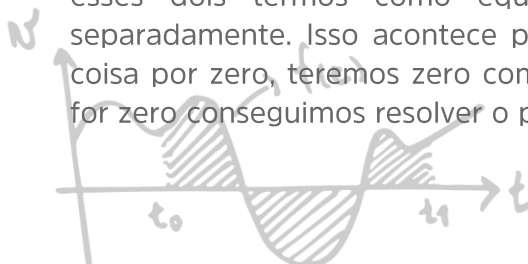 esses dois termos como equ
separadamente. Isso acontece p
coisa por zero, teremos zero con
for zero conseguimos resolver o p
N
t
t₀
t₁